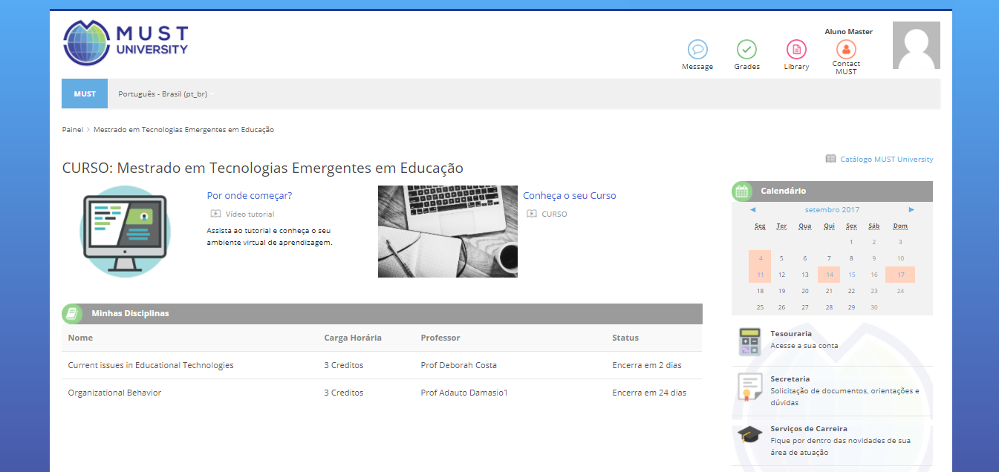 MUST
UNIVERSITY
Aluno Master
Message
Grades
Library
Contact
MUST
MUST
Português - Brasil (pt_br)
Painel > Mestrado em Tecnologias Emergentes em Educação
Catálogo MUST University
CURSO: Mestrado em Tecnologias Emergentes em Educação
Por onde começar?
Vídeo tutorial
Assista ao tutorial e conheça o seu
ambiente virtual de aprendizagem.
Conheça o seu Curso
CURSO
Minhas Disciplinas
Nome Carga Horária Professor Status
Current issues in Educational Technologies 3 Creditos Prof Deborah Costa Encerra em 2 dias
Organizational Behavior 3 Creditos Prof Adauto Damasio1 Encerra em 24 dias
Calendário
◄ setembro 2017 ►
Seg Ter Qua Qui Sex Sáb Dom
1 2 3
4 5 6 7 8 9 10
11 12 13 14 15 16 17
18 19 20 21 22 23 24
25 26 27 28 29 30
Tesouraria
Acesse a sua conta
Secretaria
Solicitação de documentos, orientações e
dúvidas
Serviços de Carreira
Fique por dentro das novidades de sua
área de atuação